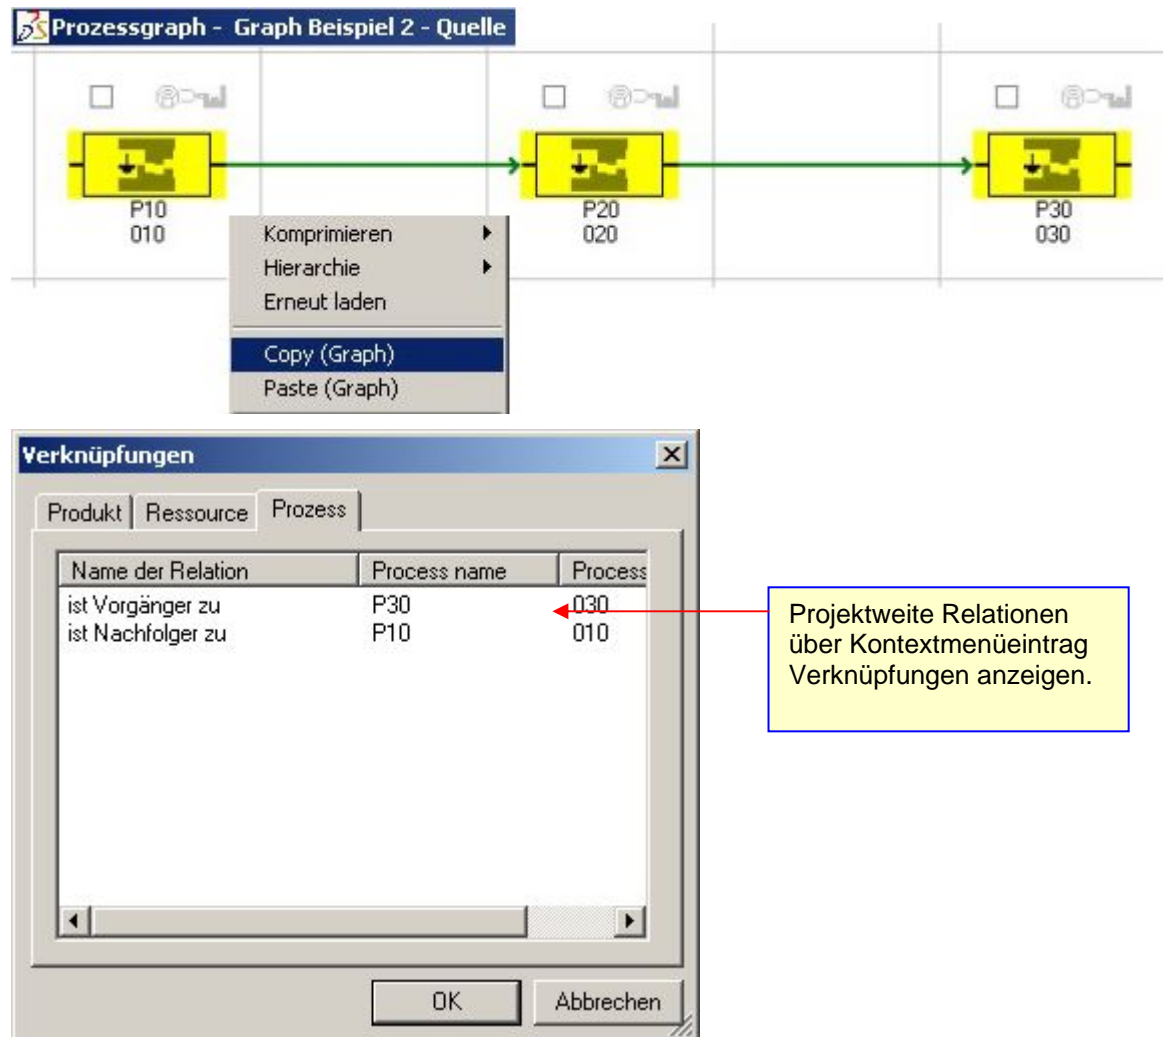 Prozessgraph - Graph Beispiel 2 - Quelle
P10
010
P20
020
P30
030
Komprimieren
Hierarchie
Erneut laden
Copy (Graph)
Paste (Graph)
Verknüpfungen
Produkt Ressource Prozess
Name der Relation Process name Process
ist Vorgänger zu P30 030
ist Nachfolger zu P10 010
Projektweite Relationen
über Kontextmenüeintrag
Verknüpfungen anzeigen.
OK Abbrechen